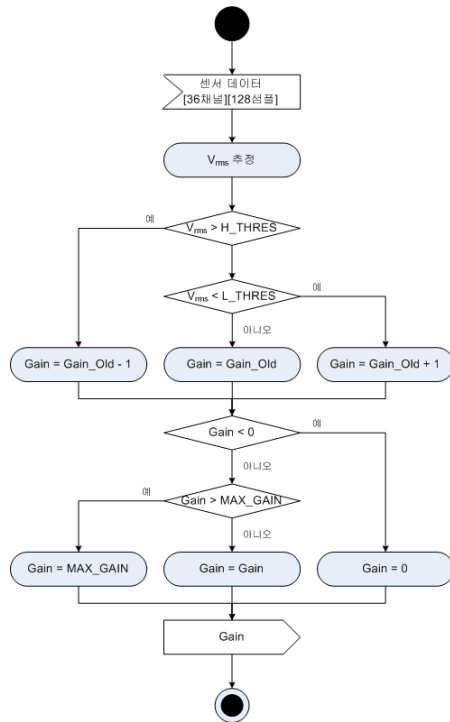 센서 데이터
[36채널][128샘플]
Vrms 추정
예
Vrms > H_THRES
Vrms < L_THRES
예
아니오
Gain = Gain_Old - 1
Gain = Gain_Old
Gain = Gain_Old + 1
Gain < 0
예
아니오
예
Gain > MAX_GAIN
아니오
Gain = MAX_GAIN
Gain = Gain
Gain = 0
Gain